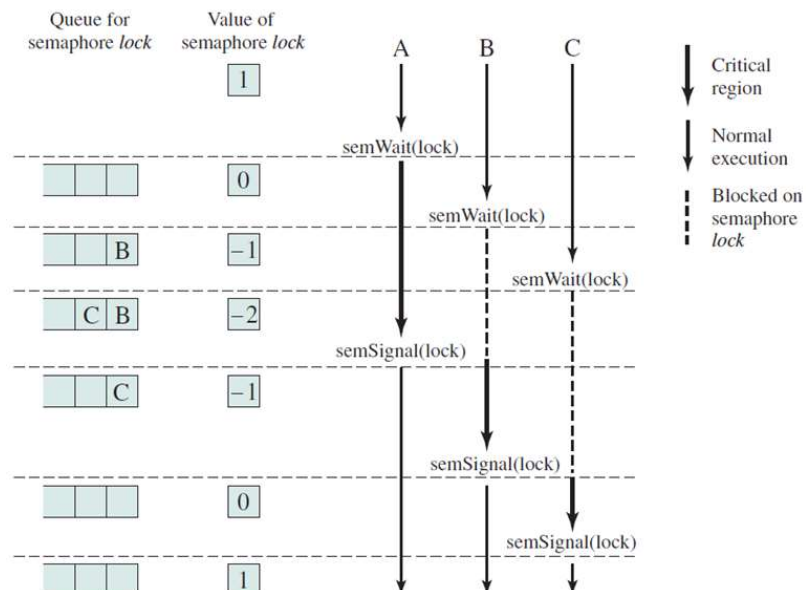 Queue for
semaphore lock
Value of
semaphore lock
A
B
C
1
Critical
region
Normal
execution
Blocked on
semaphore
lock
semWait(lock)
0
semWait(lock)
B
–1
semWait(lock)
C B
–2
semSignal(lock)
C
–1
semSignal(lock)
0
semSignal(lock)
1